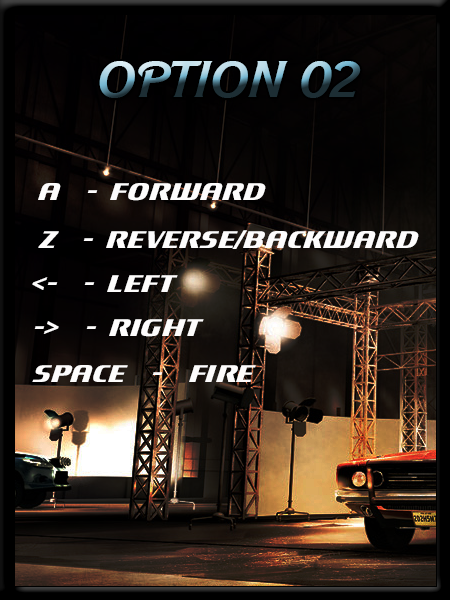 OPTION 02
A - FORWARD
Z - REVERSE/BACKWARD
<- - LEFT
-> - RIGHT
SPACE - FIRE